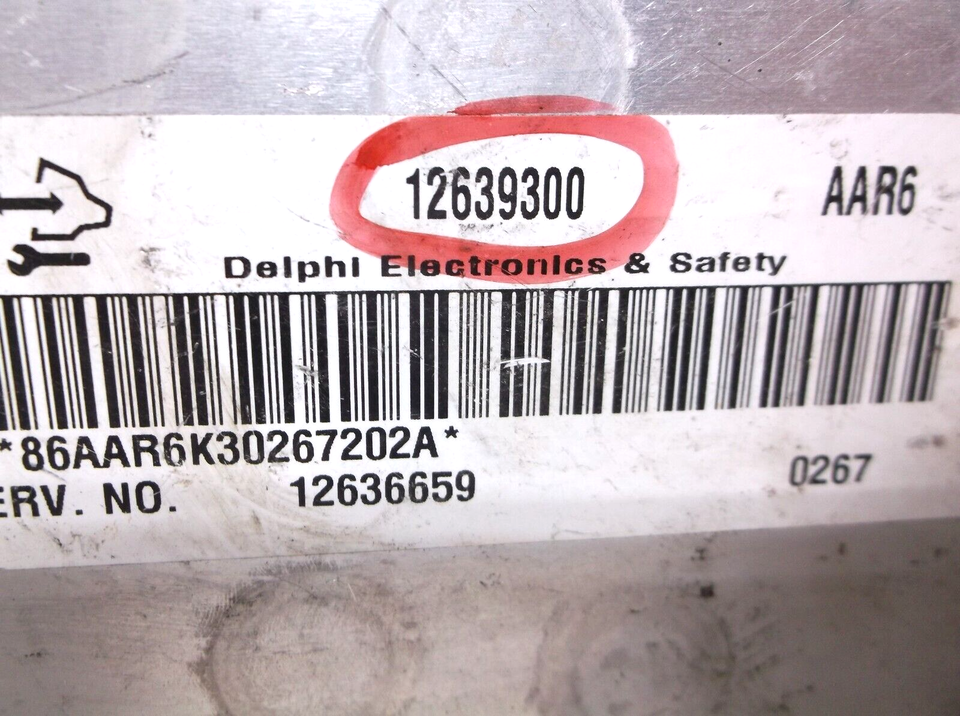 12639300 AAR6
Delphi Electronics & Safety
*86AAR6K30267202A*
ERV. NO. 12636659 0267